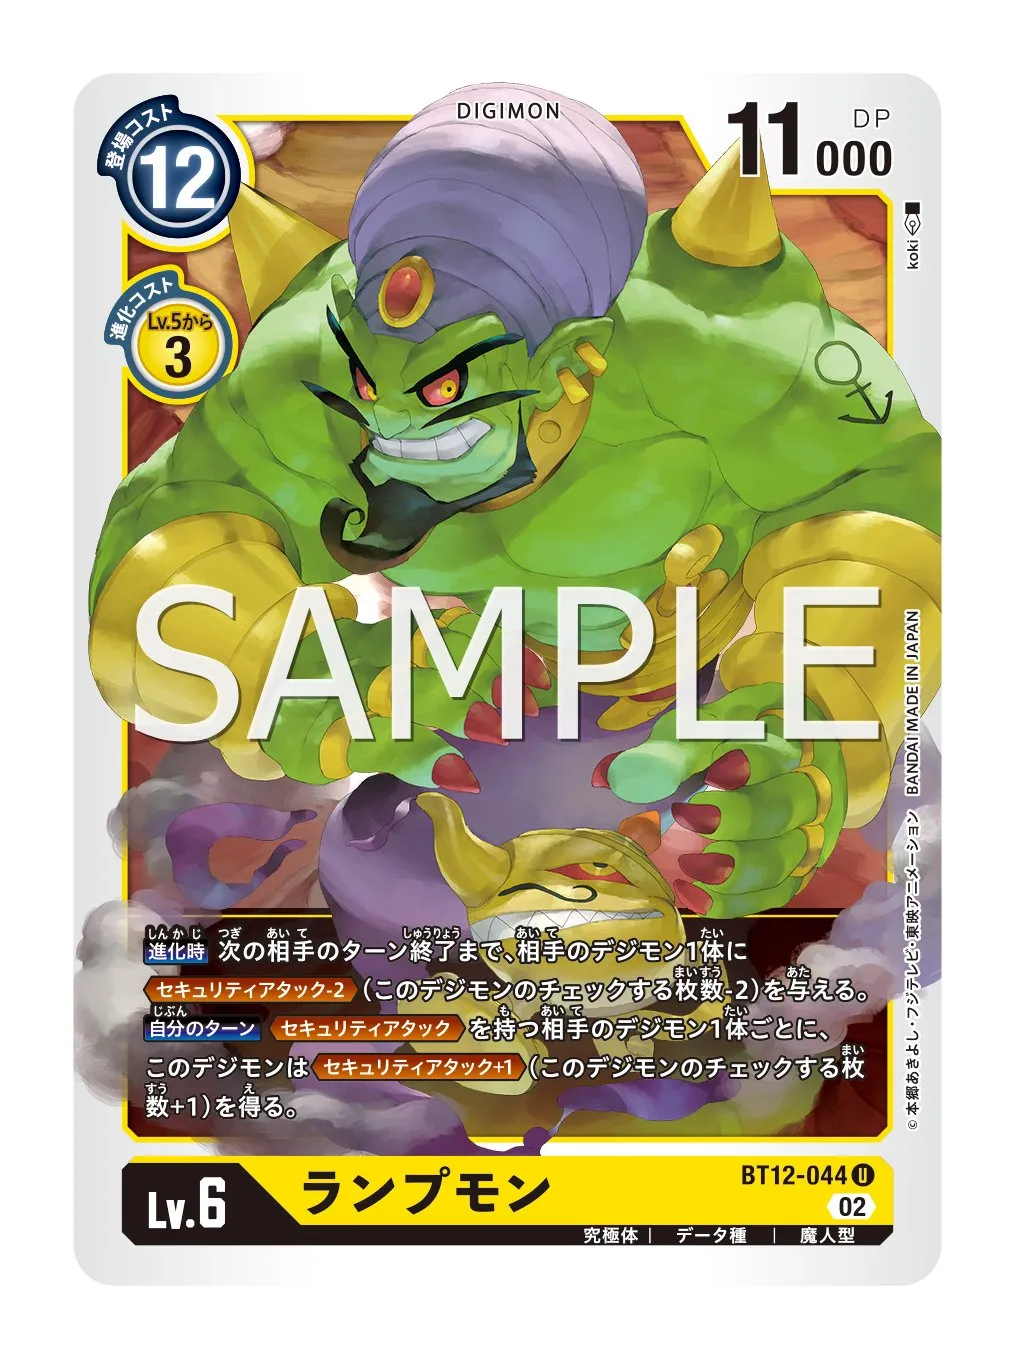 DIGIMON
登場コスト
12
11000
DP
進化コスト
Lv.5から
3
koki
SAMPLE
BANDAI MADE IN JAPAN
©本郷あきよし・フジテレビ・東映アニメーション
進化時 次の相手のターン終了まで、相手のデジモン1体に
セキュリティアタック-2 (このデジモンのチェックする枚数-2)を与える。
自分のターン セキュリティアタック を持つ相手のデジモン1体ごとに、
このデジモンは セキュリティアタック+1 (このデジモンのチェックする枚
数+1)を得る。
BT12-044 U
Lv.6
ランプモン
02
究極体 | データ種 | 魔人型